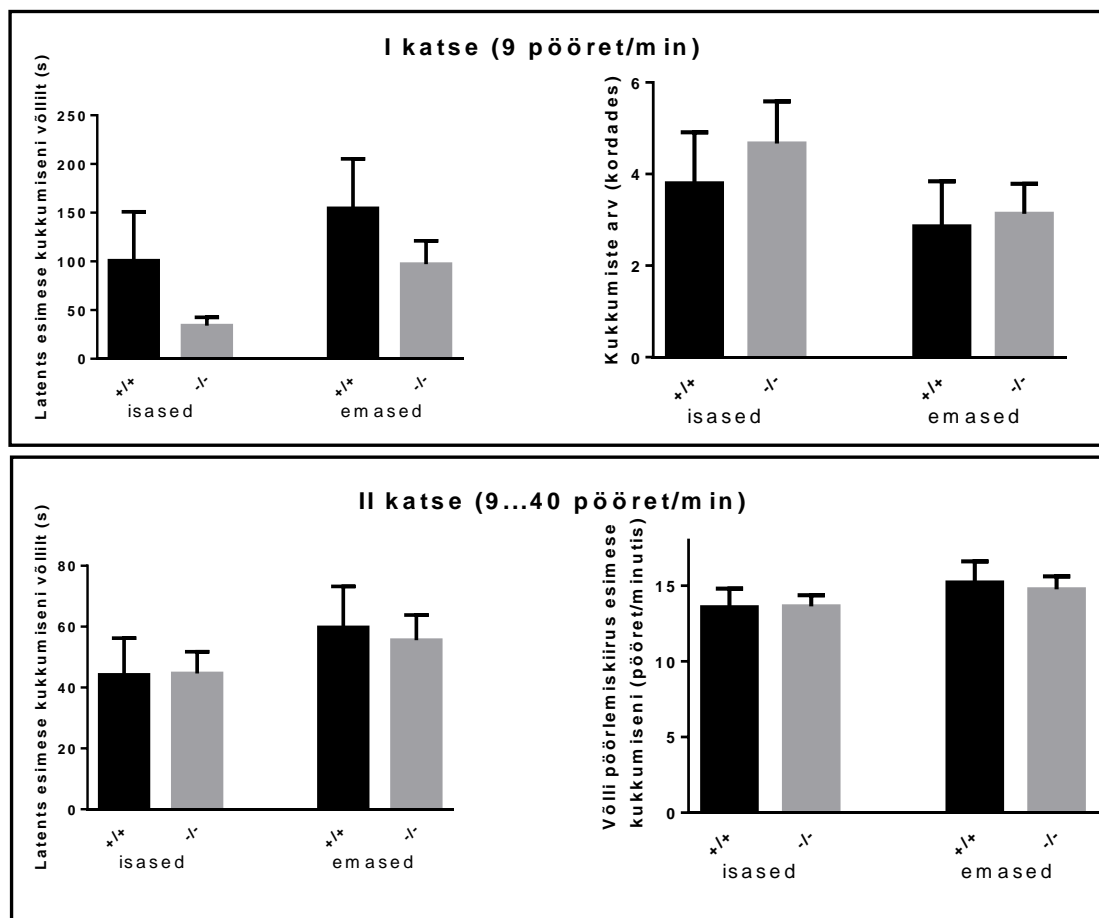 I katse (9 pööret/min)
Latents esimese kukkumiseni võllilt (s)
250
200
150
100
50
0
+/+ -/- +/+ -/-
isased emased
Kukkumiste arv (kordades)
6
4
2
0
+/+ -/- +/+ -/-
isased emased
II katse (9...40 pööret/min)
Latents esimese kukkumiseni võllilt (s)
80
60
40
20
0
+/+ -/- +/+ -/-
isased emased
Võlli pöörlemiskiirus esimese
kukkumiseni (pööret/minutis)
15
10
5
0
+/+ -/- +/+ -/-
isased emased